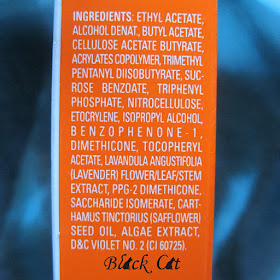 INGREDIENTS: ETHYL ACETATE,
ALCOHOL DENAT., BUTYL ACETATE,
CELLULOSE ACETATE BUTYRATE,
ACRYLATES COPOLYMER, TRIMETHYL
PENTANYL DIISOBUTYRATE, SUC-
ROSE BENZOATE, TRIPHENYL
PHOSPHATE, NITROCELLULOSE,
ETOCRYLENE, ISOPROPYL ALCOHOL,
BENZOPHENONE-1,
DIMETHICONE, TOCOPHERYL
ACETATE, LAVANDULA ANGUSTIFOLIA
(LAVENDER) FLOWER/LEAF/STEM
EXTRACT, PPG-2 DIMETHICONE,
SACCHARIDE ISOMERATE, CART-
HAMUS TINCTORIUS (SAFFLOWER)
SEED OIL, ALGAE EXTRACT,
D&C VIOLET NO. 2 (CI 60725).
Black Cat